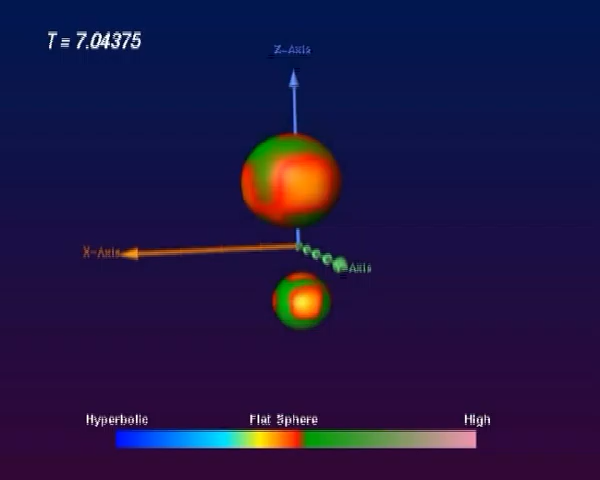 T = 7.04375
Z-Axis
X-Axis
Axis
Hyperbolic Flat Sphere High